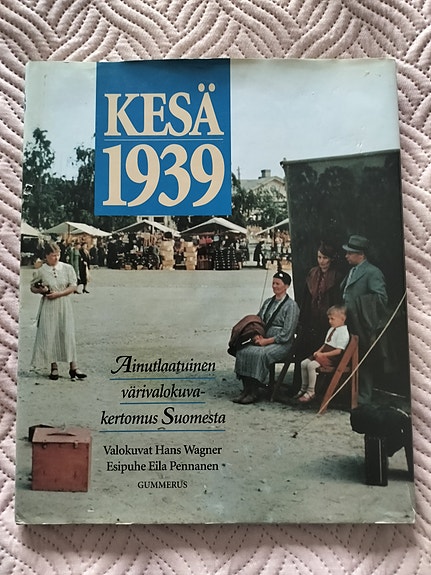 KESÄ
1939
Ainutlaatuinen
värivalokuva-
kertomus Suomesta
Valokuvat Hans Wagner
Esipuhe Eila Pennanen
GUMMERUS